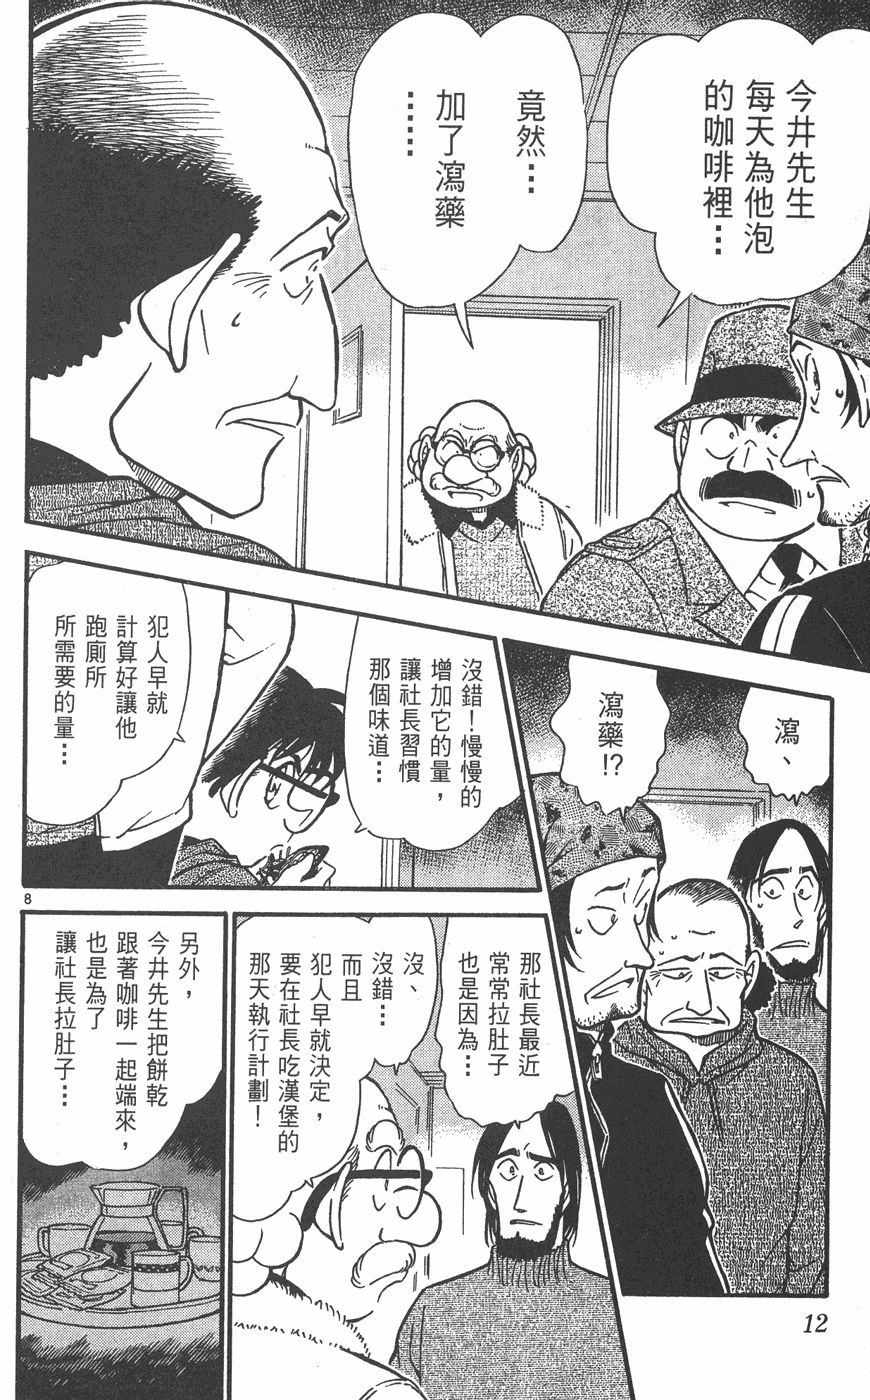 今井先生
每天為他泡
的咖啡裡…
竟然…
加了瀉藥
……
瀉、
瀉藥!?
沒錯！慢慢的
增加它的量，
讓社長習慣
那個味道…
犯人早就
計算好讓他
跑廁所
所需要的量…
8
那社長最近
常常拉肚子
也是因為…
沒、
沒錯…
而且
犯人早就決定，
要在社長吃漢堡的
那天執行計劃！
另外，
今井先生把餅乾
跟著咖啡一起端來，
也是為了
讓社長拉肚子…
12